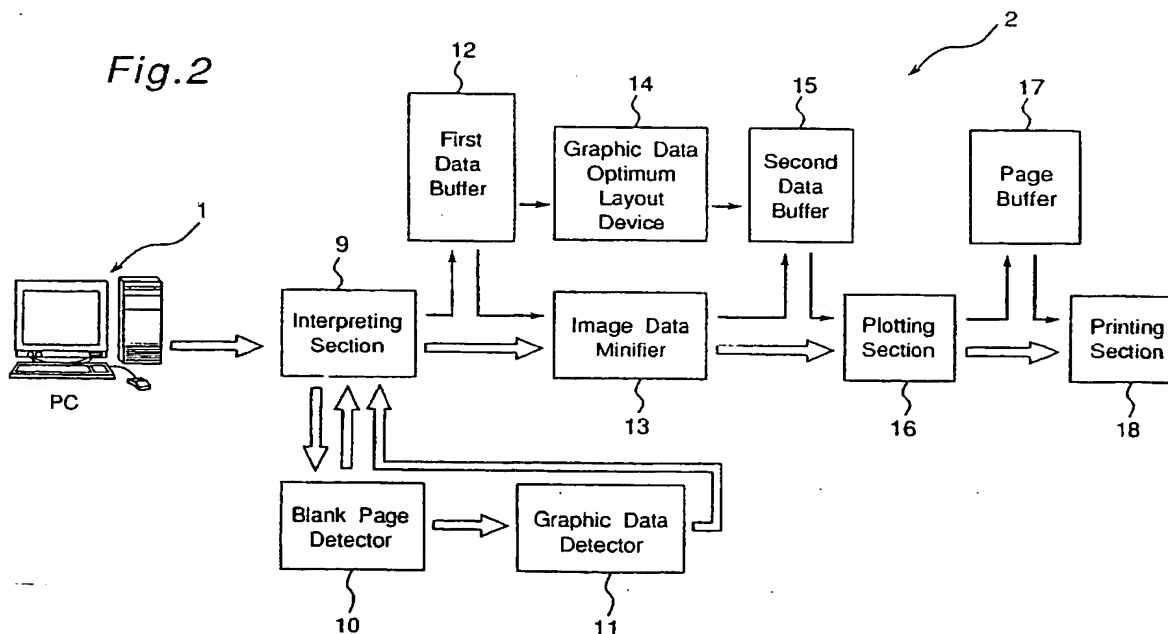 Fig.2
2
12
First
Data
Buffer
14
Graphic Data
Optimum
Layout
Device
15
Second
Data
Buffer
17
Page
Buffer
1
PC
9
Interpreting
Section
Image Data
Minifier
13
Plotting
Section
16
Printing
Section
18
Blank Page
Detector
10
Graphic Data
Detector
11